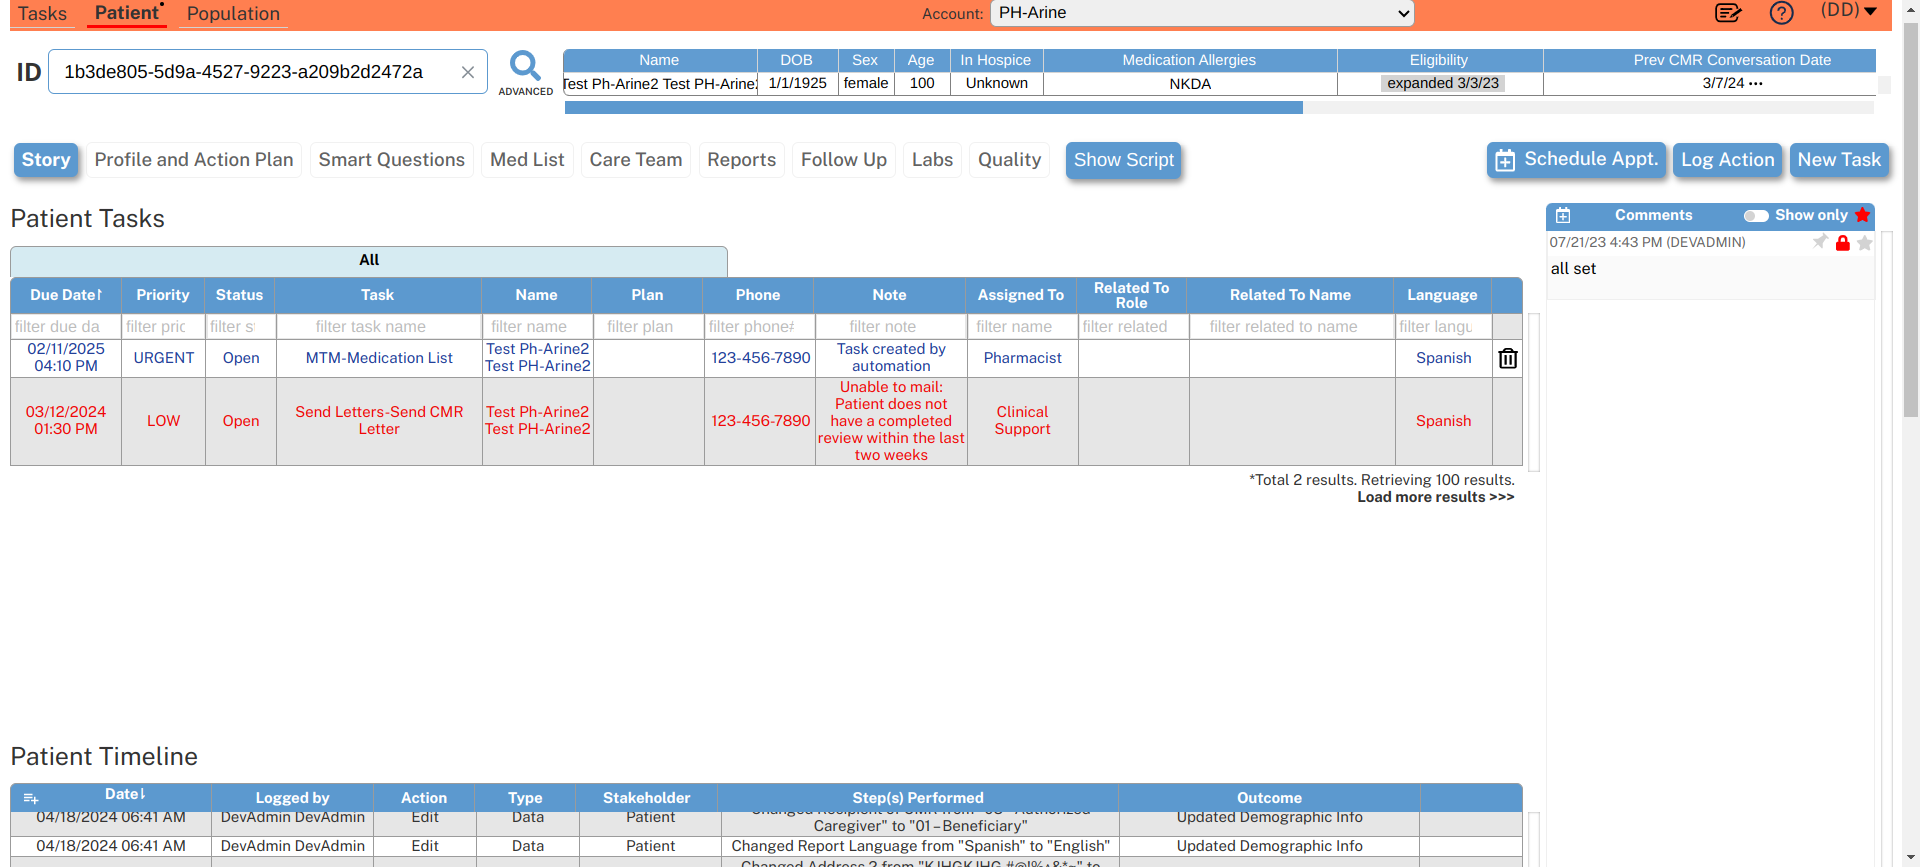 Tasks Patient Population Account: PH-Arine (DD)
ID 1b3de805-5d9a-4527-9223-a209b2d2472a ADVANCED
Name DOB Sex Age In Hospice Medication Allergies Eligibility Prev CMR Conversation Date
Test Ph-Arine2 Test PH-Arine2 1/1/1925 female 100 Unknown NKDA expanded 3/3/23 3/7/24 •••
Story Profile and Action Plan Smart Questions Med List Care Team Reports Follow Up Labs Quality Show Script Schedule Appt. Log Action New Task
Patient Tasks
All
Due Date↑ Priority Status Task Name Plan Phone Note Assigned To Related To Role Related To Name Language
filter due da filter pric filter s filter task name filter name filter plan filter phone# filter note filter name filter related filter related to name filter langu
02/11/2025 04:10 PM URGENT Open MTM-Medication List Test Ph-Arine2 Test PH-Arine2 123-456-7890 Task created by automation Pharmacist Spanish
03/12/2024 01:30 PM LOW Open Send Letters-Send CMR Letter Test Ph-Arine2 Test PH-Arine2 123-456-7890 Unable to mail: Patient does not have a completed review within the last two weeks Clinical Support Spanish
*Total 2 results. Retrieving 100 results.
Load more results >>>
Comments Show only
07/21/23 4:43 PM (DEVADMIN)
all set
Patient Timeline
Date↓ Logged by Action Type Stakeholder Step(s) Performed Outcome
04/18/2024 06:41 AM DevAdmin DevAdmin Edit Data Patient Changed Recipient of CMR from Authorized Caregiver" to "01 – Beneficiary" Updated Demographic Info
04/18/2024 06:41 AM DevAdmin DevAdmin Edit Data Patient Changed Report Language from "Spanish" to "English" Updated Demographic Info
Changed Address 2 from to